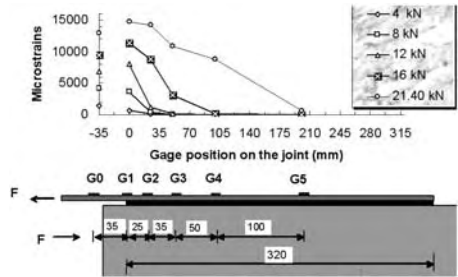 15000
10000
5000
0
Microstrains
-35 0 35 70 105 140 175 210 245 280 315
Gage position on the joint (mm)
4 kN
8 kN
12 kN
16 kN
21.40 kN
G0 G1 G2 G3 G4 G5
F
F
35 25 35 50 100
320